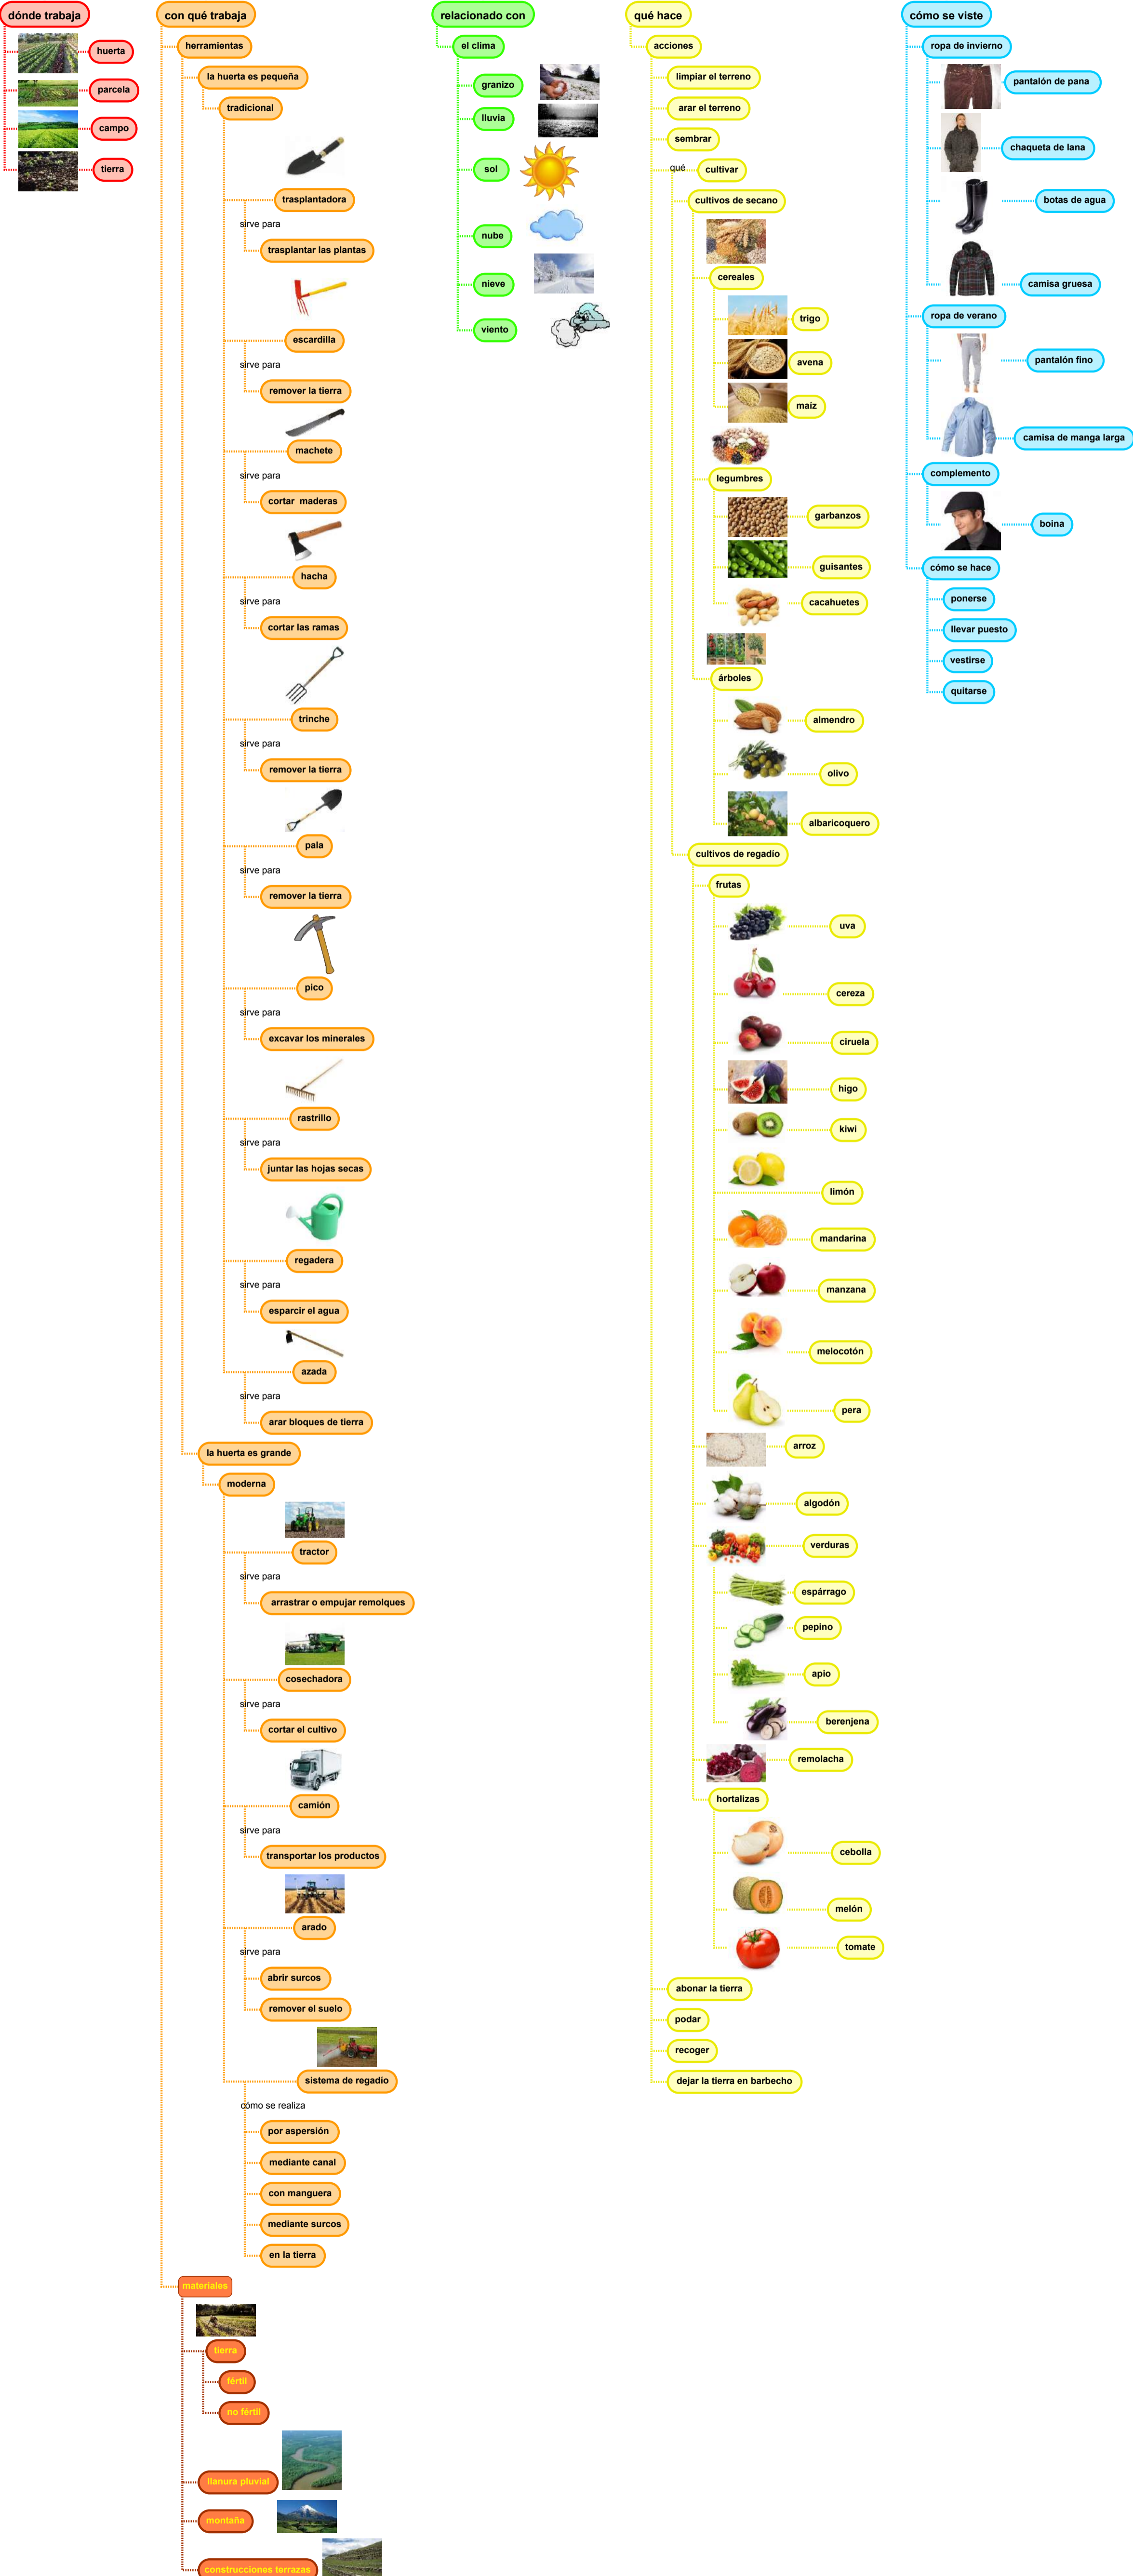 dónde trabaja
huerta
parcela
campo
tierra
con qué trabaja
herramientas
la huerta es pequeña
tradicional
trasplantadora
sirve para
trasplantar las plantas
escardilla
sirve para
remover la tierra
machete
sirve para
cortar maderas
hacha
sirve para
cortar las ramas
trinche
sirve para
remover la tierra
pala
sirve para
remover la tierra
pico
sirve para
excavar los minerales
rastrillo
sirve para
juntar las hojas secas
regadera
sirve para
esparcir el agua
azada
sirve para
arar bloques de tierra
la huerta es grande
moderna
tractor
sirve para
arrastrar o empujar remolques
cosechadora
sirve para
cortar el cultivo
camión
sirve para
transportar los productos
arado
sirve para
abrir surcos
remover el suelo
sistema de regadío
cómo se realiza
por aspersión
mediante canal
con manguera
mediante surcos
en la tierra
materiales
tierra
fértil
no fértil
llanura pluvial
montaña
construcciones terrazas
relacionado con
el clima
granizo
lluvia
sol
nube
nieve
viento
qué hace
acciones
limpiar el terreno
arar el terreno
sembrar
qué
cultivar
cultivos de secano
cereales
trigo
avena
maíz
legumbres
garbanzos
guisantes
cacahuetes
árboles
almendro
olivo
albaricoquero
cultivos de regadío
frutas
uva
cereza
ciruela
higo
kiwi
limón
mandarina
manzana
melocotón
pera
arroz
algodón
verduras
espárrago
pepino
apio
berenjena
remolacha
hortalizas
cebolla
melón
tomate
abonar la tierra
podar
recoger
dejar la tierra en barbecho
cómo se viste
ropa de invierno
pantalón de pana
chaqueta de lana
botas de agua
camisa gruesa
ropa de verano
pantalón fino
camisa de manga larga
complemento
boina
cómo se hace
ponerse
llevar puesto
vestirse
quitarse